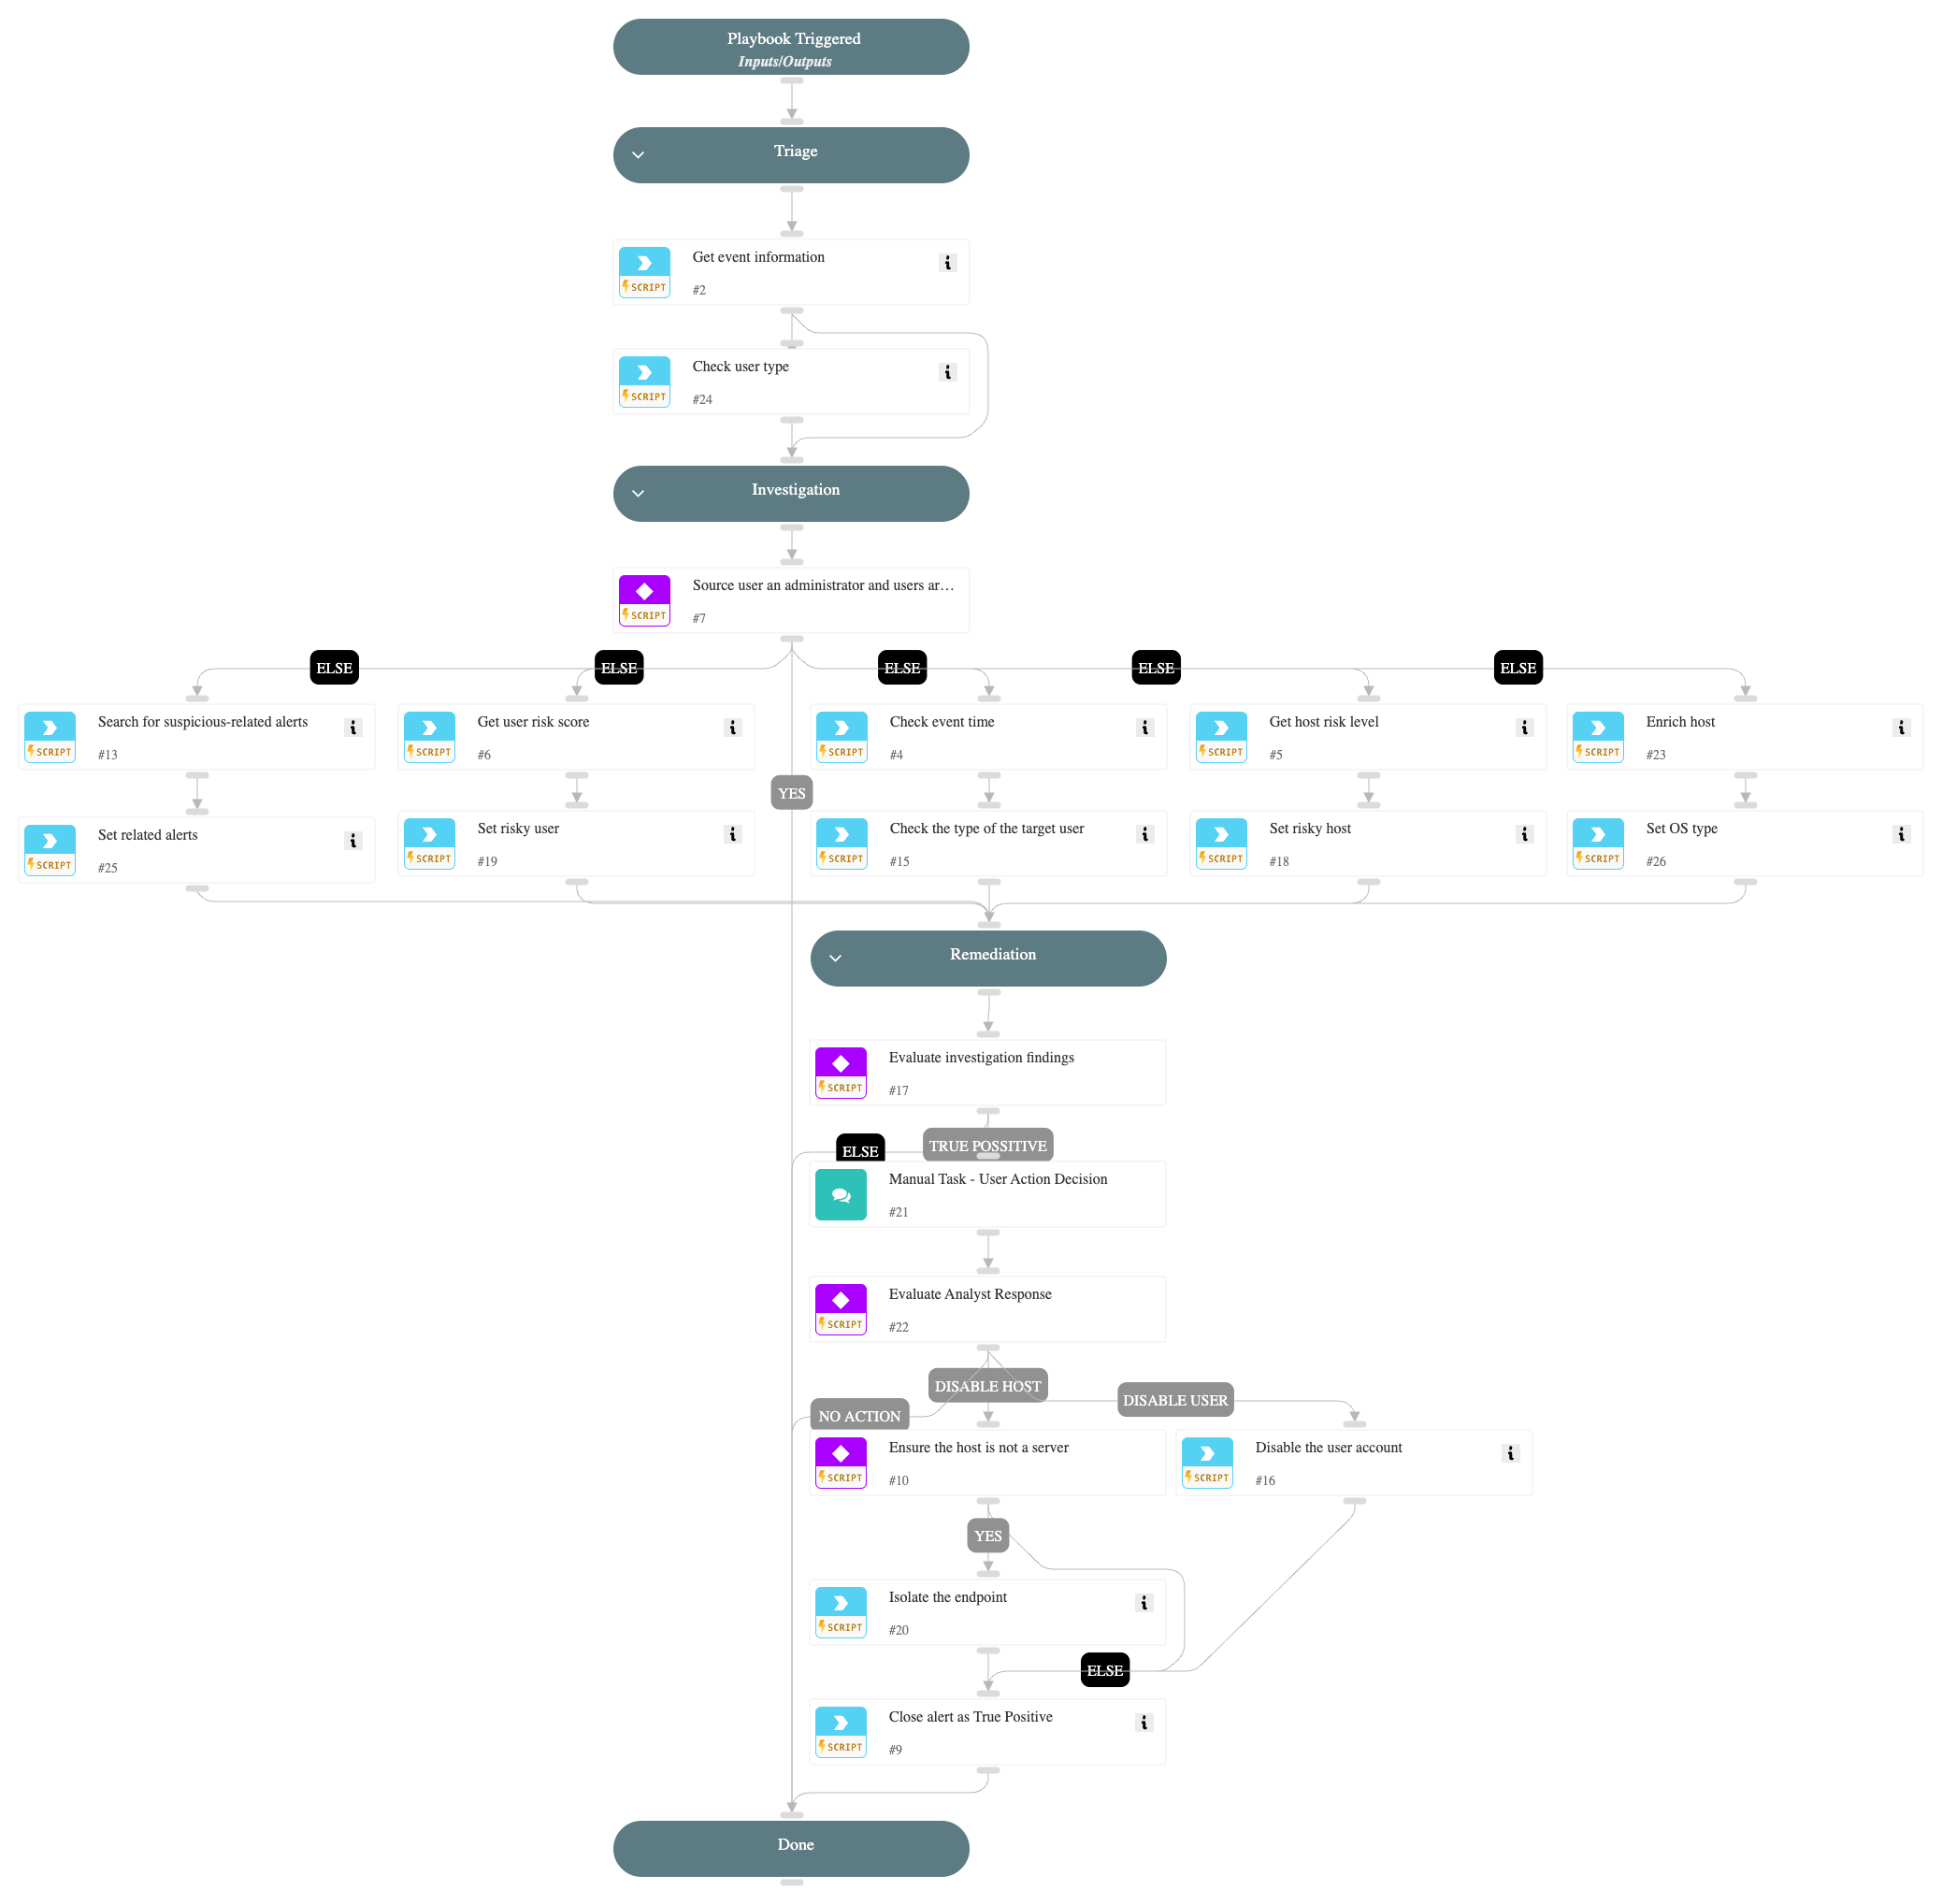 Playbook Triggered
Inputs/Outputs
Triage
Get event information
SCRIPT
#2
Check user type
SCRIPT
#24
Investigation
Source user an administrator and users ar…
SCRIPT
#7
ELSE
ELSE
ELSE
ELSE
ELSE
Search for suspicious-related alerts
SCRIPT
#13
Get user risk score
SCRIPT
#6
Check event time
SCRIPT
#4
Get host risk level
SCRIPT
#5
Enrich host
SCRIPT
#23
YES
Set related alerts
SCRIPT
#25
Set risky user
SCRIPT
#19
Check the type of the target user
SCRIPT
#15
Set risky host
SCRIPT
#18
Set OS type
SCRIPT
#26
Remediation
Evaluate investigation findings
SCRIPT
#17
ELSE
TRUE POSSITIVE
Manual Task - User Action Decision
#21
Evaluate Analyst Response
SCRIPT
#22
DISABLE HOST
DISABLE USER
NO ACTION
Ensure the host is not a server
SCRIPT
#10
Disable the user account
SCRIPT
#16
YES
Isolate the endpoint
SCRIPT
#20
ELSE
Close alert as True Positive
SCRIPT
#9
Done